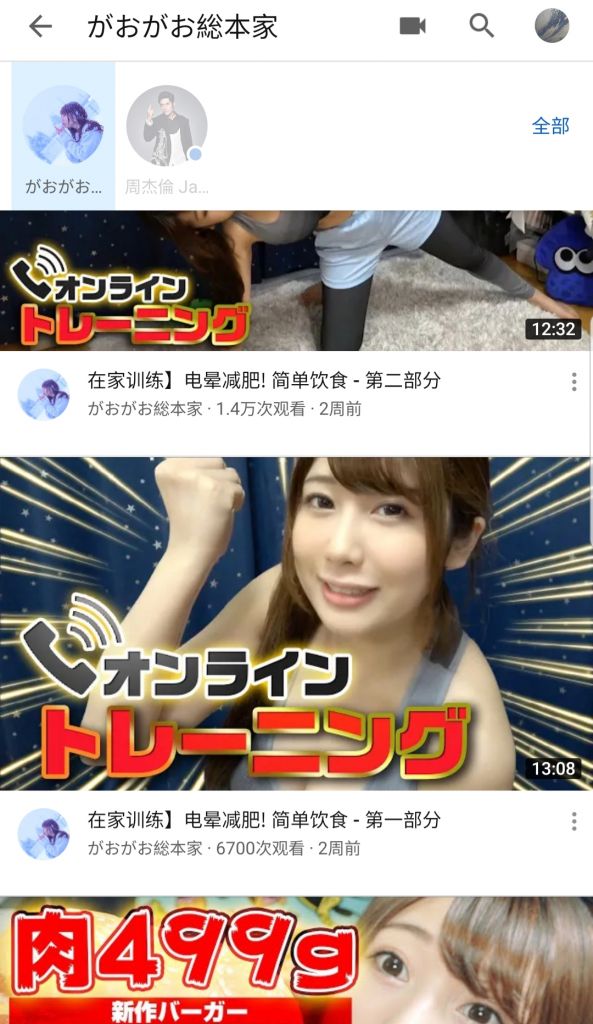 がおがお総本家
がおがお…
周杰倫 Ja…
全部
オンライン
トレーニング
12:32
在家训练】电晕减肥! 简单饮食 - 第二部分
がおがお総本家 · 1.4万次观看 · 2周前
オンライン
トレーニング
13:08
在家训练】电晕减肥! 简单饮食 - 第一部分
がおがお総本家 · 6700次观看 · 2周前
肉499g
新作バーガー